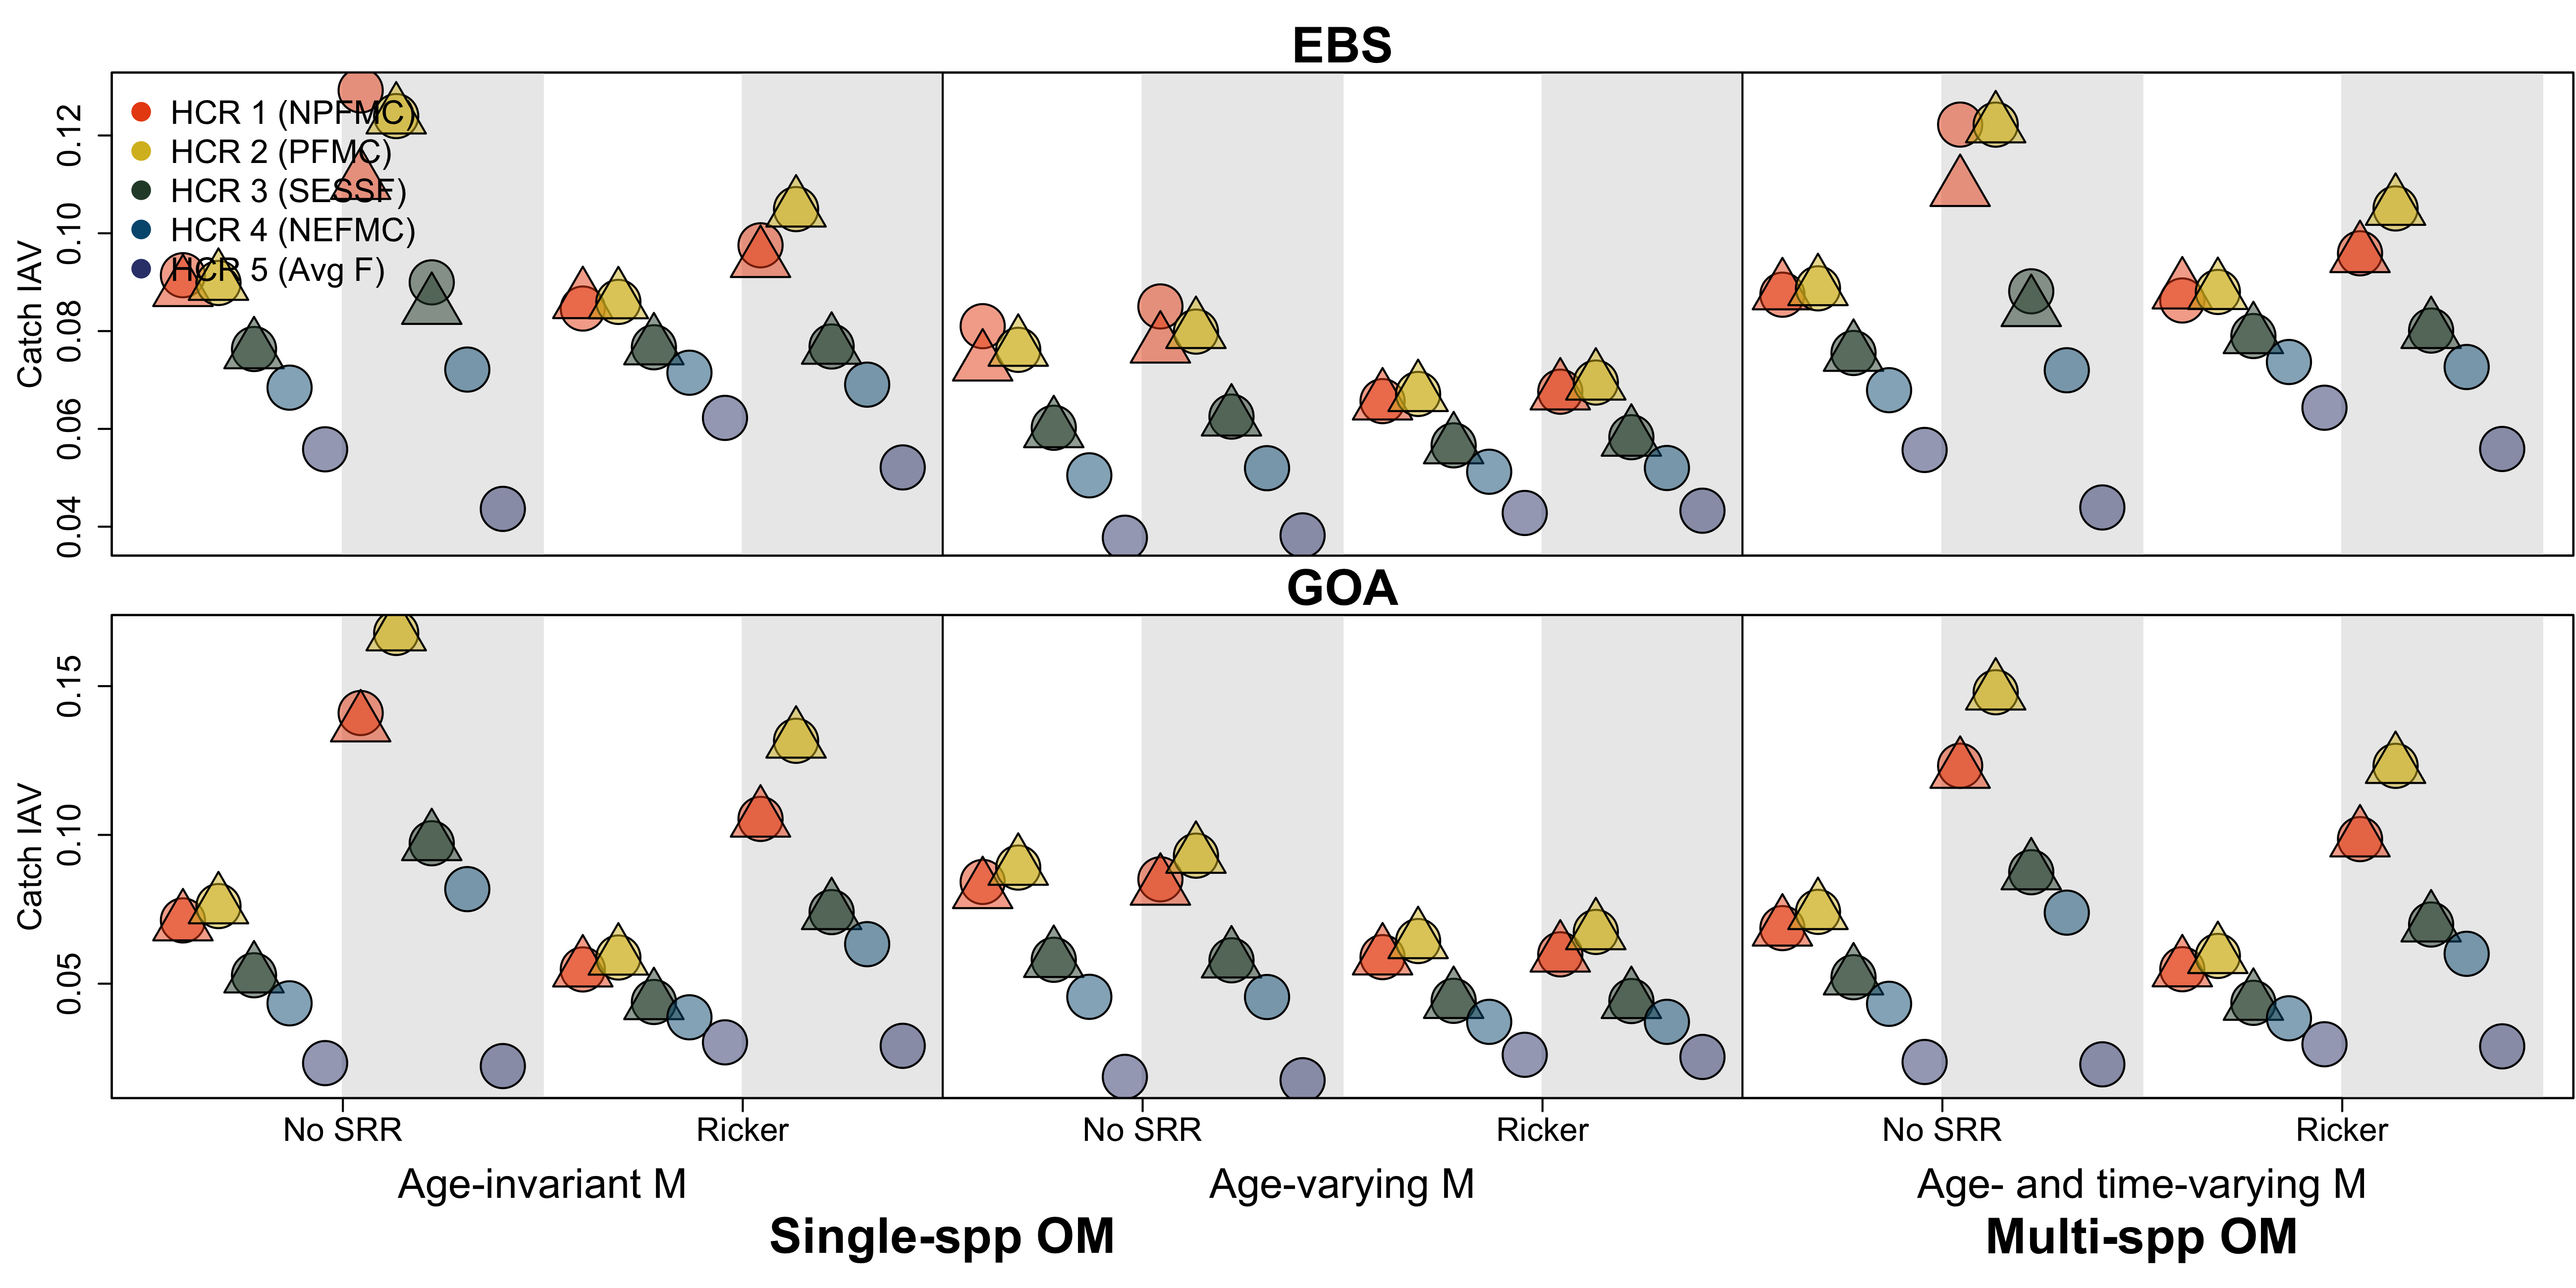 EBS
Catch IAV
0.12
0.10
0.08
0.06
0.04
HCR 1 (NPFMC)
HCR 2 (PFMC)
HCR 3 (SESSF)
HCR 4 (NEFMC)
HCR 5 (Avg F)
GOA
Catch IAV
0.15
0.10
0.05
No SRR Ricker No SRR Ricker No SRR Ricker
Age-invariant M Age-varying M Age- and time-varying M
Single-spp OM Multi-spp OM